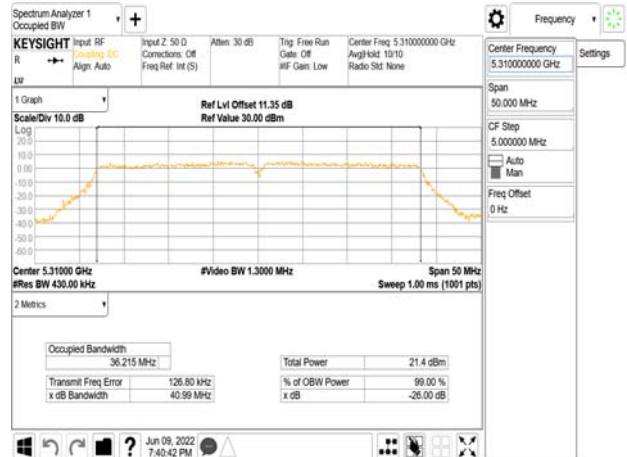 Spectrum Analyzer 1
Occupied BW
+
Frequency
KEYSIGHT
R
LXI
Input: RF
Coupling: DC
Align: Auto
Input Z: 50 Ω
Corrections: Off
Freq Ref: Int (S)
Atten: 30 dB
Trig: Free Run
Gate: Off
#IF Gain: Low
Center Freq: 5.310000000 GHz
Avg|Hold: 10/10
Radio Std: None
Center Frequency
5.310000000 GHz
Settings
Span
50.000 MHz
CF Step
5.000000 MHz
Auto
Man
Freq Offset
0 Hz
1 Graph
Scale/Div 10.0 dB
Ref Lvl Offset 11.35 dB
Ref Value 30.00 dBm
Log
20.0
10.0
0.00
-10.0
-20.0
-30.0
-40.0
-50.0
-60.0
Center 5.31000 GHz
#Res BW 430.00 kHz
#Video BW 1.3000 MHz
Span 50 MHz
Sweep 1.00 ms (1001 pts)
2 Metrics
Occupied Bandwidth
36.215 MHz
Transmit Freq Error 126.80 kHz
x dB Bandwidth 40.99 MHz
Total Power 21.4 dBm
% of OBW Power 99.00 %
x dB -26.00 dB
?
Jun 09, 2022
7:40:42 PM